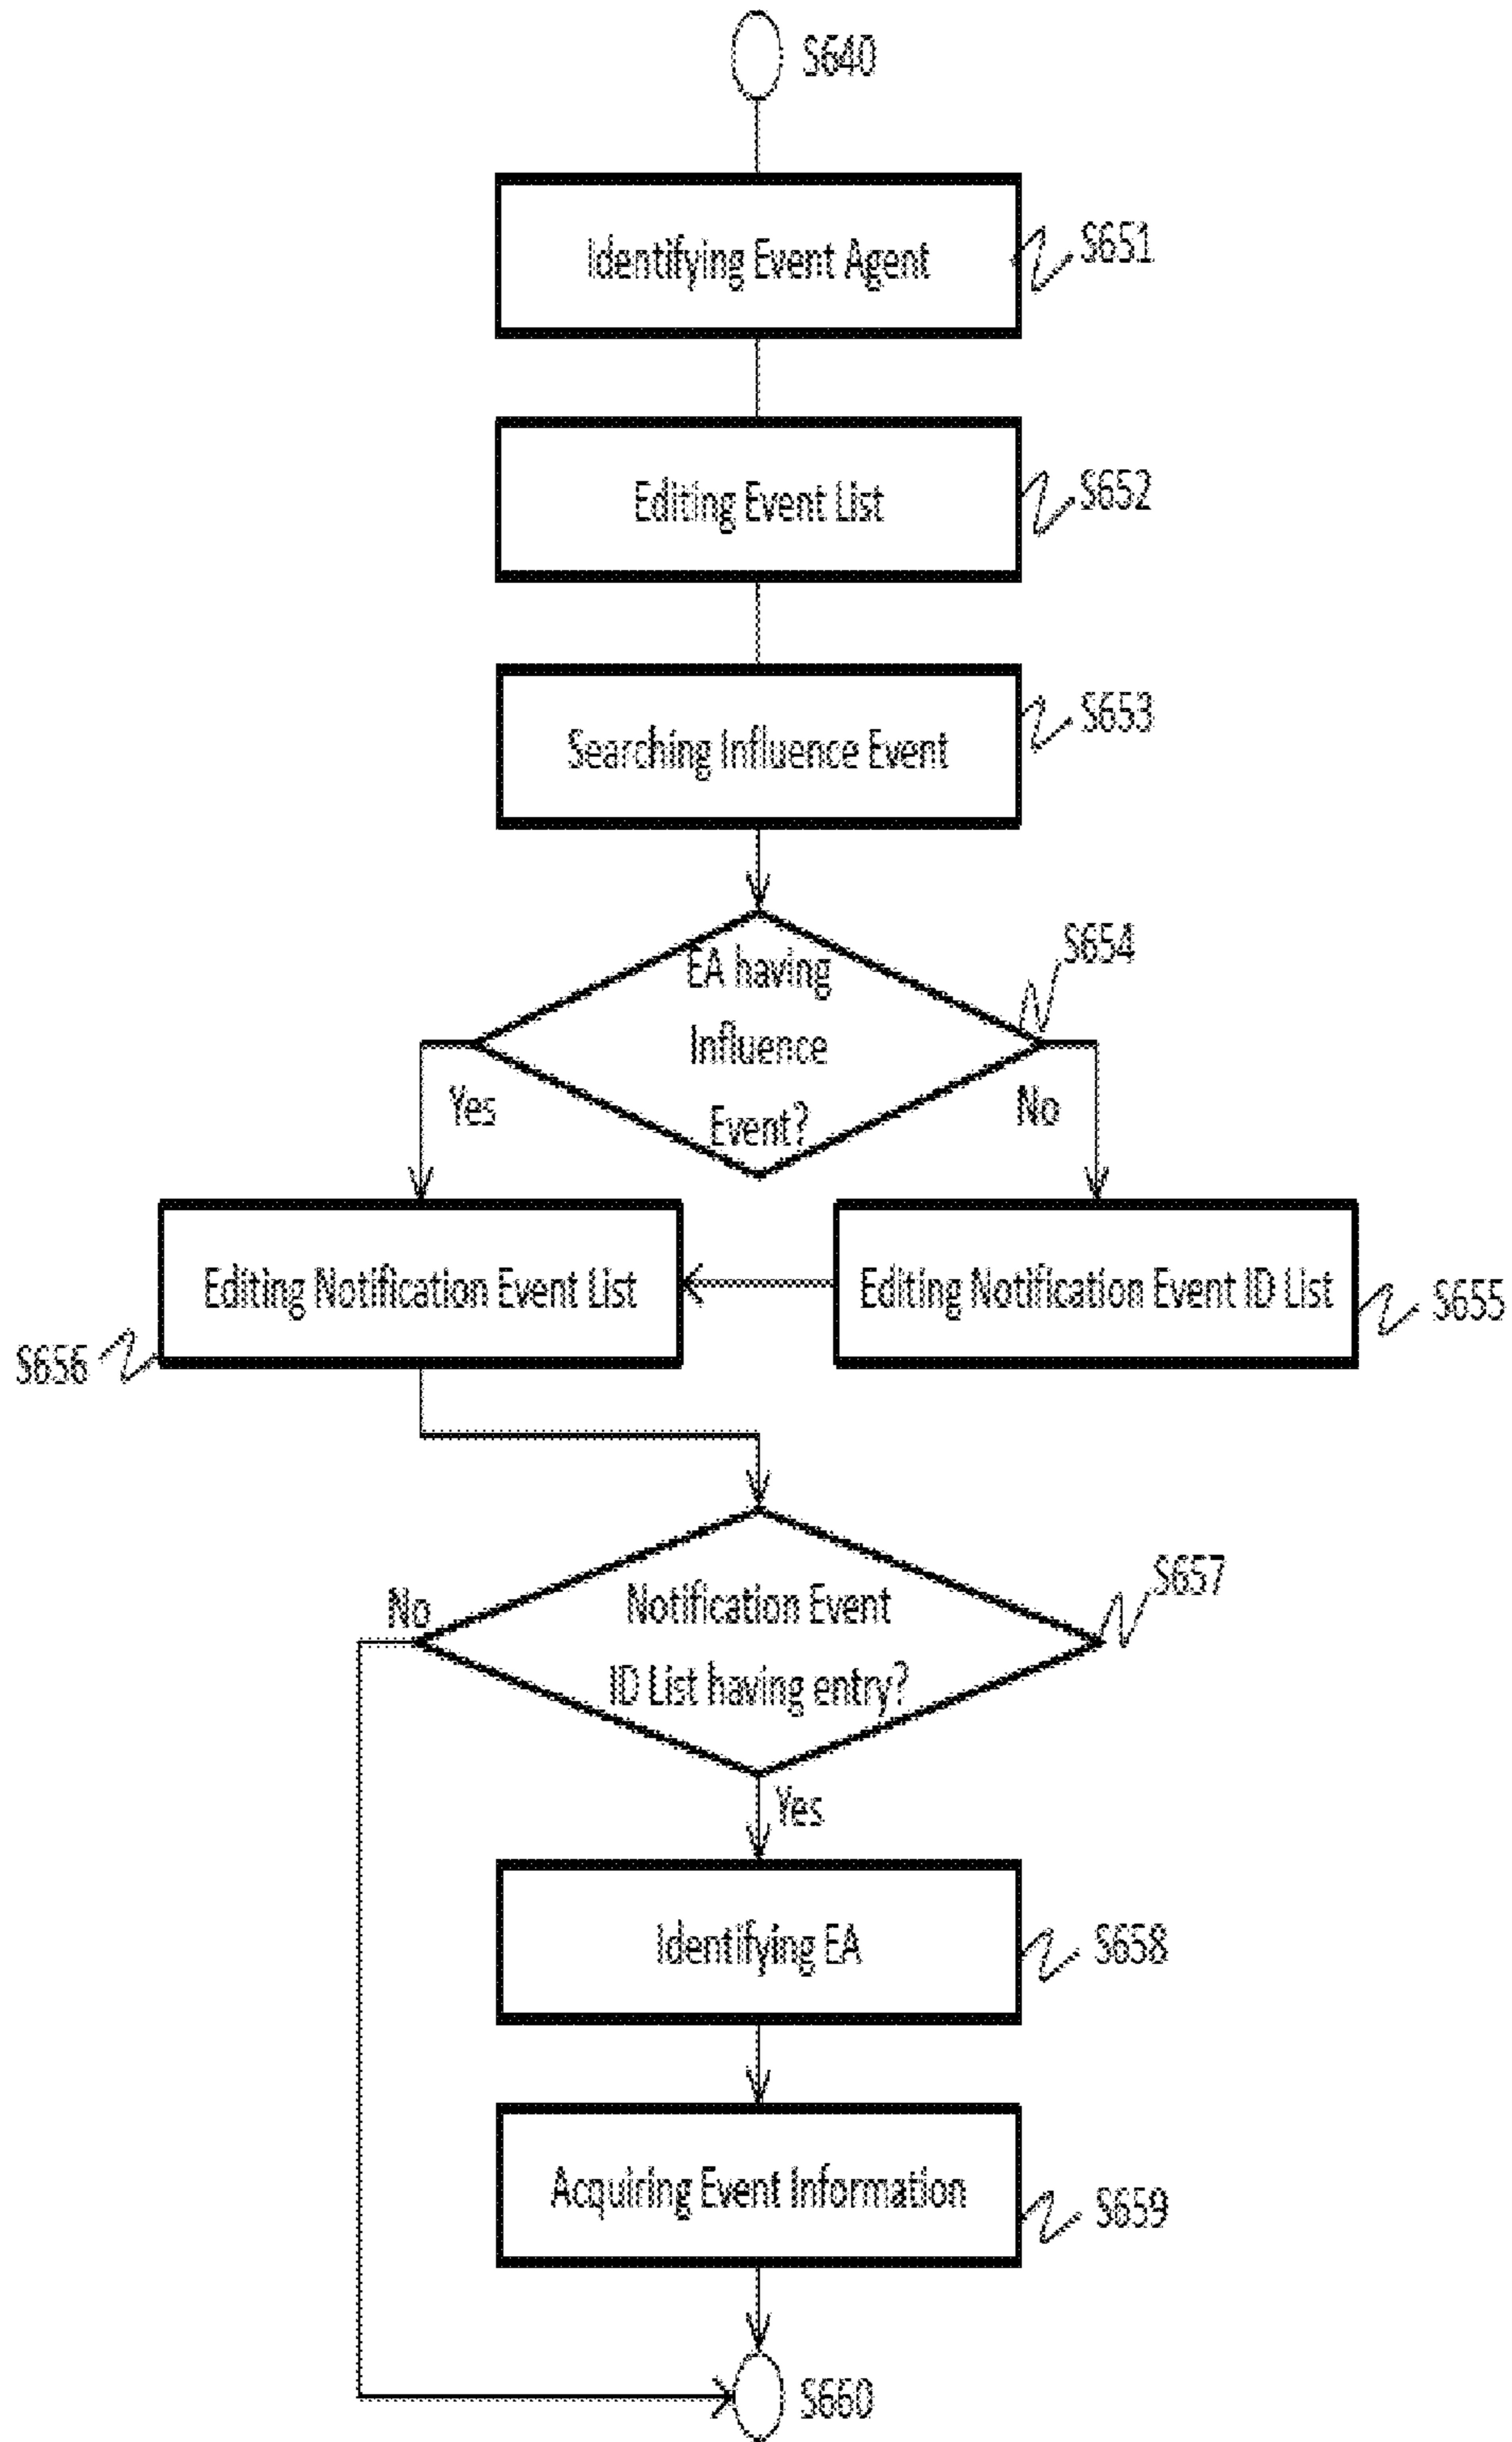 S640
Identifying Event Agent
S651
Editing Event List
S652
Searching Influence Event
S653
EA having
Influence
Event?
S654
Yes
No
Editing Notification Event List
S656
Editing Notification Event ID List
S655
Notification Event
ID List having entry?
S657
No
Yes
Identifying EA
S658
Acquiring Event Information
S659
S660